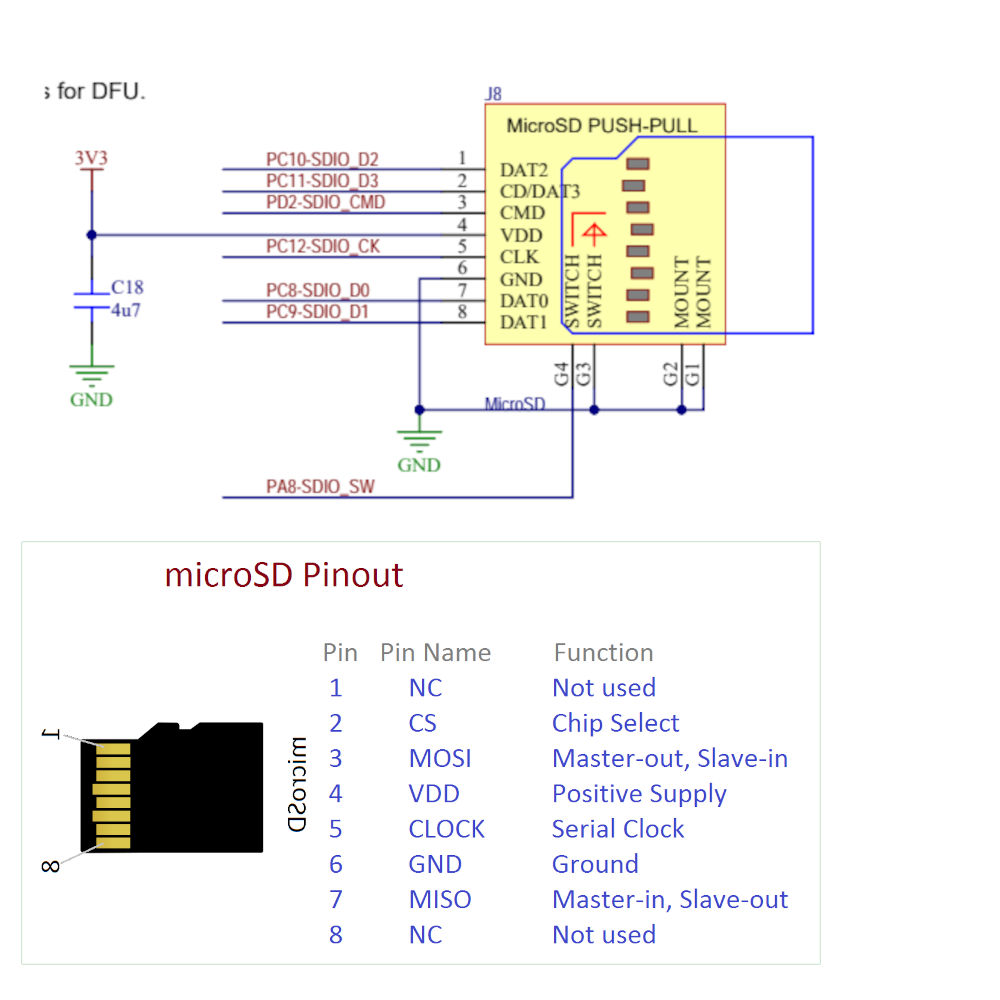 s for DFU.
J8
MicroSD PUSH-PULL
3V3
PC10-SDIO_D2 1 DAT2
PC11-SDIO_D3 2 CD/DAT3
PD2-SDIO_CMD 3 CMD
4 VDD
PC12-SDIO_CK 5 CLK
6 GND
PC8-SDIO_D0 7 DAT0
PC9-SDIO_D1 8 DAT1
SWITCH SWITCH MOUNT MOUNT
C18
4u7
G4 G3 G2 G1
GND
MicroSD
GND
PA8-SDIO_SW
microSD Pinout
Pin Pin Name Function
1 NC Not used
2 CS Chip Select
3 MOSI Master-out, Slave-in
4 VDD Positive Supply
5 CLOCK Serial Clock
6 GND Ground
7 MISO Master-in, Slave-out
8 NC Not used
1
microSD
8